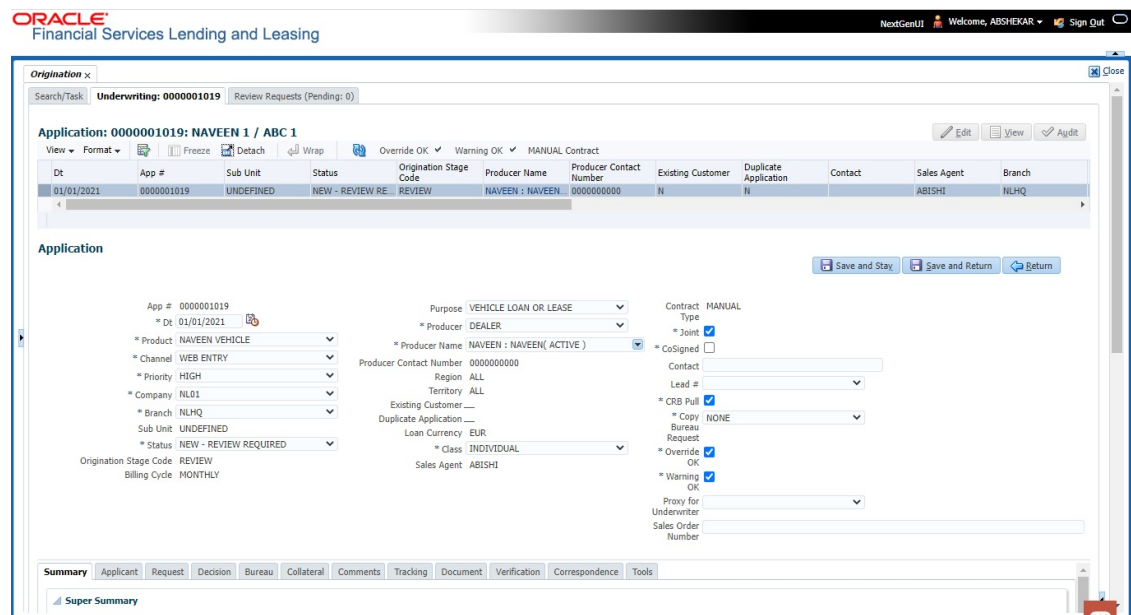 ORACLE
Financial Services Lending and Leasing
NextGenUI Welcome, ABSHEKAR Sign Out
Origination x
Close
Search/Task Underwriting: 0000001019 Review Requests (Pending: 0)
Application: 0000001019: NAVEEN 1 / ABC 1
Edit View Audit
View Format Freeze Detach Wrap Override OK Warning OK MANUAL Contract
Dt App # Sub Unit Status Origination Stage Code Producer Name Producer Contact Number Existing Customer Duplicate Application Contact Sales Agent Branch
01/01/2021 0000001019 UNDEFINED NEW - REVIEW RE... REVIEW NAVEEN : NAVEEN... 0000000000 N N ABISHI NLHQ
Application
Save and Stay Save and Return Return
App # 0000001019
* Dt 01/01/2021
* Product NAVEEN VEHICLE
* Channel WEB ENTRY
* Priority HIGH
* Company NL01
* Branch NLHQ
Sub Unit UNDEFINED
* Status NEW - REVIEW REQUIRED
Origination Stage Code REVIEW
Billing Cycle MONTHLY
Purpose VEHICLE LOAN OR LEASE
* Producer DEALER
* Producer Name NAVEEN : NAVEEN( ACTIVE )
Producer Contact Number 0000000000
Region ALL
Territory ALL
Existing Customer
Duplicate Application
Loan Currency EUR
* Class INDIVIDUAL
Sales Agent ABISHI
Contract MANUAL
Type
* Joint
* CoSigned
Contact
Lead #
* CRB Pull
* Copy NONE
Bureau
Request
* Override
OK
* Warning
OK
Proxy for
Underwriter
Sales Order
Number
Summary Applicant Request Decision Bureau Collateral Comments Tracking Document Verification Correspondence Tools
Super Summary